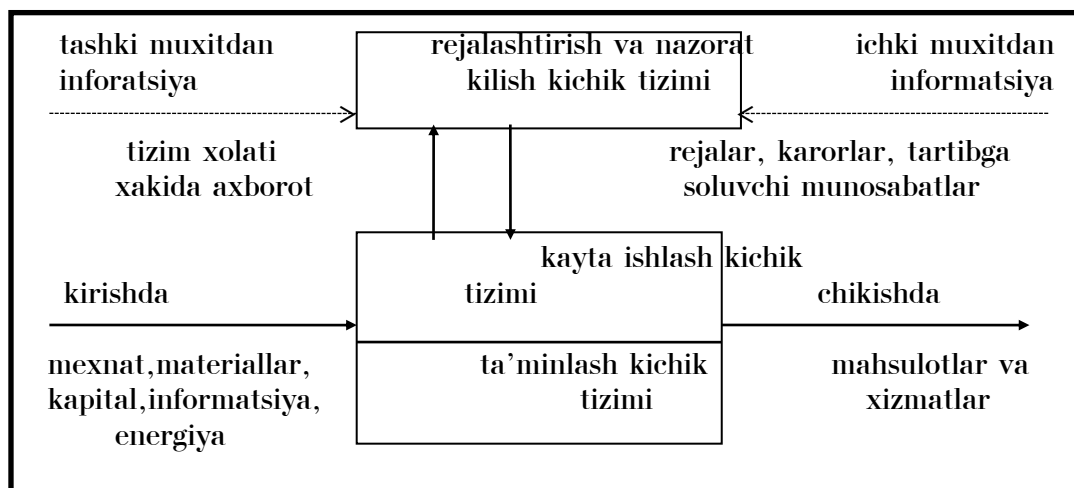 tashki muxitdan
inforatsiya
rejalashtirish va nazorat
kilish kichik tizimi
ichki muxitdan
informatsiya
tizim xolati
xakida axborot
rejalar, karorlar, tartibga
soluvchi munosabatlar
kayta ishlash kichik
tizimi
kirishda
chikishda
mexnat,materiallar,
kapital,informatsiya,
energiya
ta’minlash kichik
tizimi
mahsulotlar va
xizmatlar